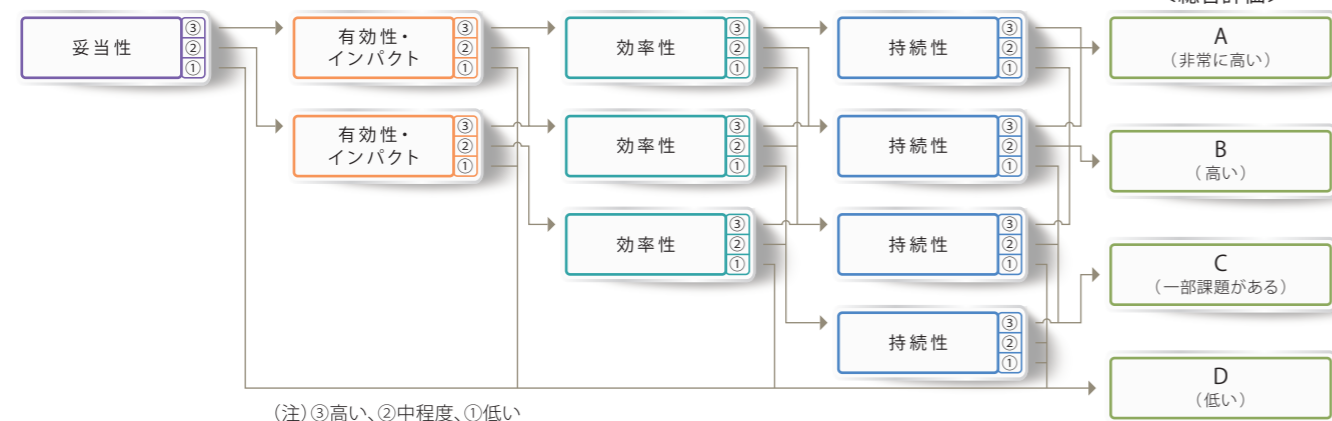 妥当性
③
②
①
有効性・
インパクト
③
②
①
効率性
③
②
①
持続性
③
②
①
A
(非常に高い)
有効性・
インパクト
③
②
①
効率性
③
②
①
持続性
③
②
①
B
(高い)
効率性
③
②
①
持続性
③
②
①
C
(一部課題がある)
持続性
③
②
①
D
(低い)
(注)③高い、②中程度、①低い